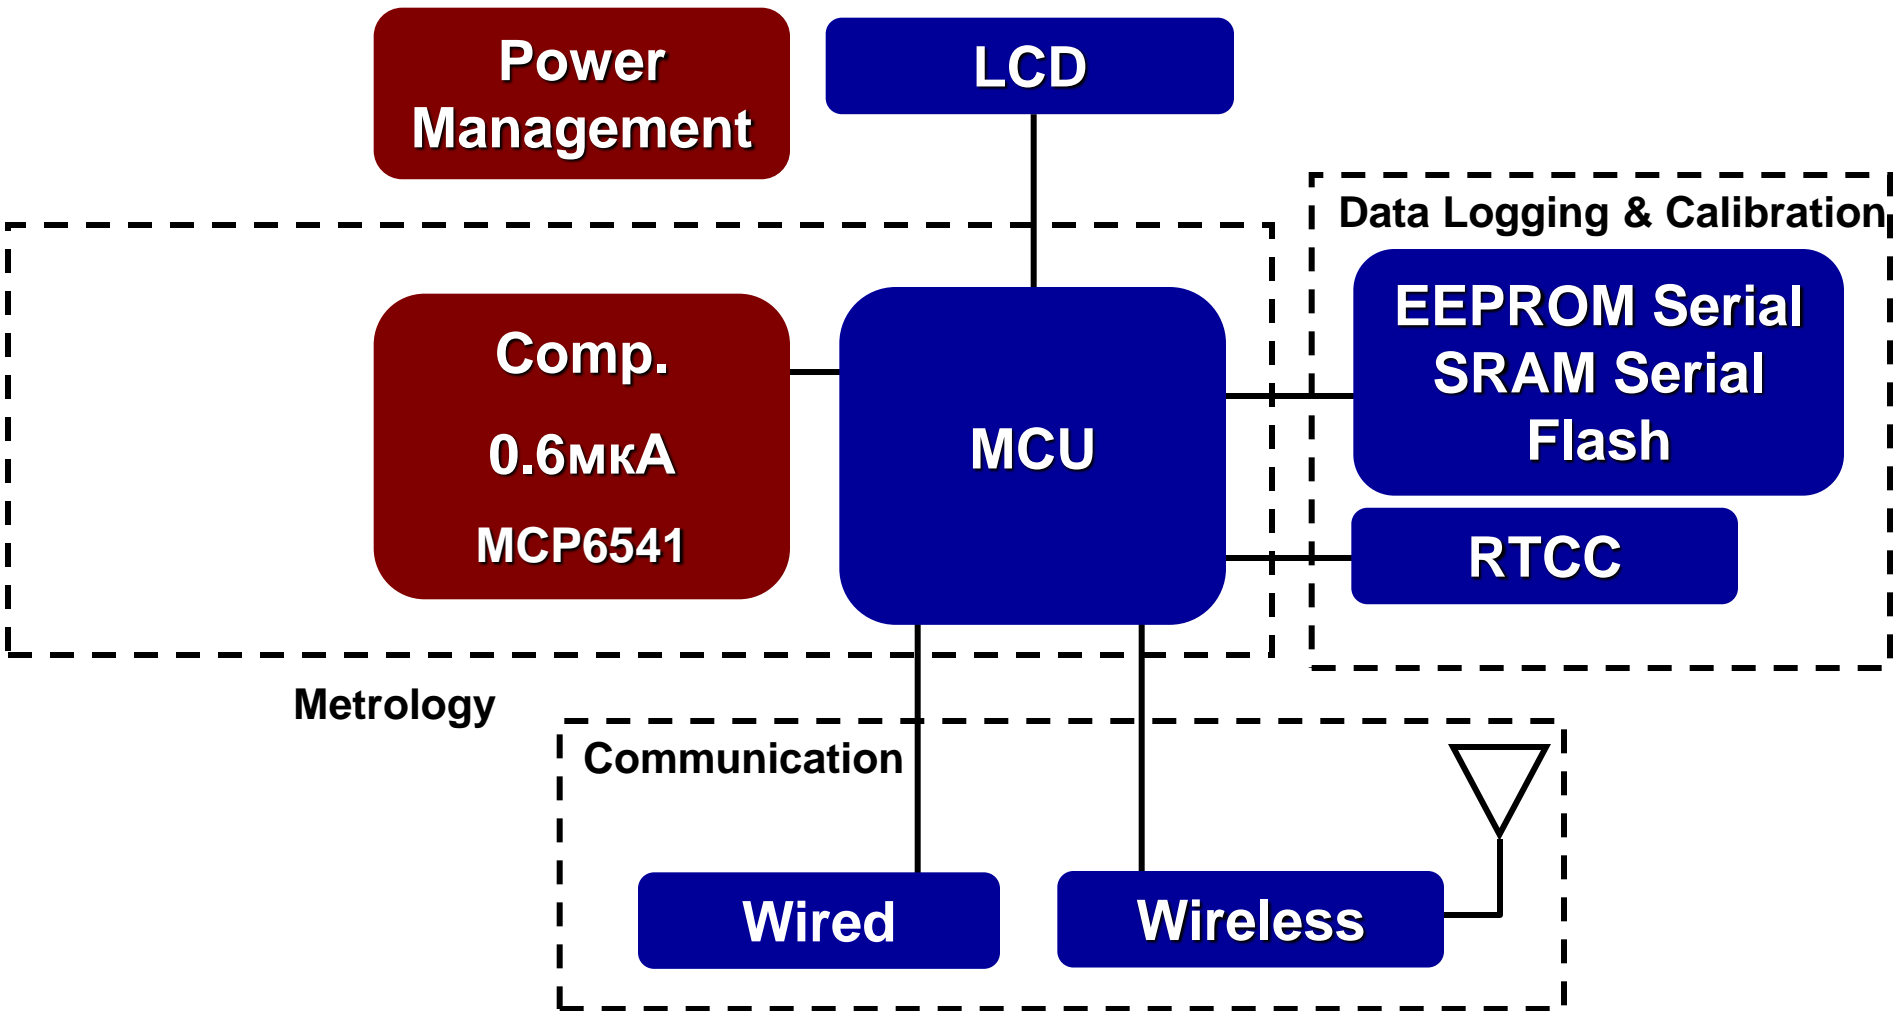 Power
Management
LCD
Data Logging & Calibration
Comp.
0.6мкА
MCP6541
MCU
EEPROM Serial
SRAM Serial
Flash
RTCC
Metrology
Communication
Wired
Wireless